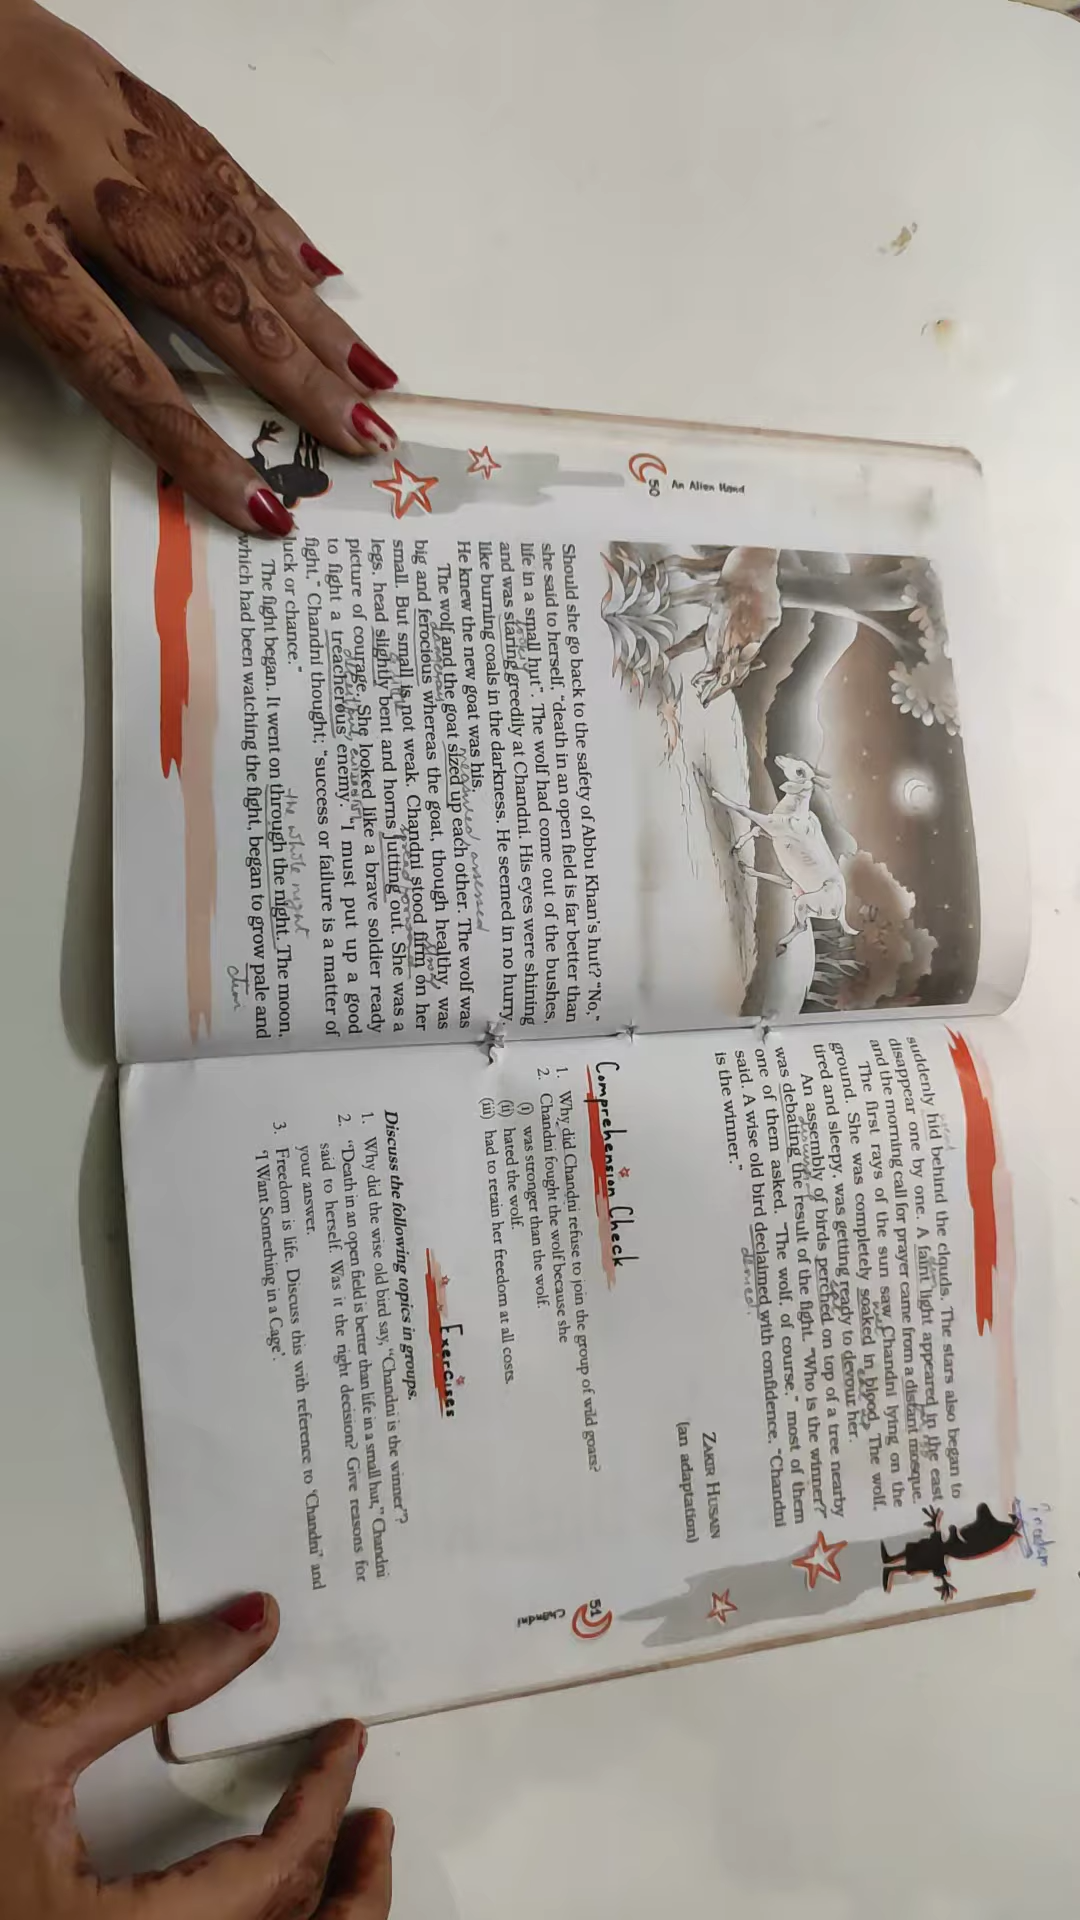 50
An Alien Hand
Should she go back to the safety of Abbu Khan's hut? "No,"
she said to herself, "death in an open field is far better than
life in a small hut". The wolf had come out of the bushes,
and was staring greedily at Chandni. His eyes were shining
like burning coals in the darkness. He seemed in no hurry.
He knew the new goat was his.
measured, assessed
The wolf and the goat sized up each other. The wolf was
big and ferocious whereas the goat, though healthy, was
small. But small is not weak. Chandni stood firm on her
legs, head slightly bent and horns jutting out. She was a
picture of courage. She looked like a brave soldier ready
to fight a treacherous enemy. "I must put up a good
fight," Chandni thought; "success or failure is a matter of
luck or chance."
the whole night
The fight began. It went on through the night. The moon,
which had been watching the fight, began to grow pale and
suddenly hid behind the clouds. The stars also began to
disappear one by one. A faint light appeared in the east
and the morning call for prayer came from a distant mosque.
The first rays of the sun saw Chandni lying on the
ground. She was completely soaked in blood. The wolf,
tired and sleepy, was getting ready to devour her.
An assembly of birds perched on top of a tree nearby
was debating the result of the fight. "Who is the winner?"
one of them asked. "The wolf, of course," most of them
said. A wise old bird declaimed with confidence, "Chandni
is the winner."
ZAKIR HUSAIN
(an adaptation)
51
Chandni
Comprehension Check
1. Why did Chandni refuse to join the group of wild goats?
2. Chandni fought the wolf because she
(i) was stronger than the wolf.
(ii) hated the wolf.
(iii) had to retain her freedom at all costs.
Exercises
Discuss the following topics in groups.
1. Why did the wise old bird say, "Chandni is the winner"?
2. "Death in an open field is better than life in a small hut," Chandni
said to herself. Was it the right decision? Give reasons for
your answer.
3. Freedom is life. Discuss this with reference to 'Chandni' and
'I Want Something in a Cage'.